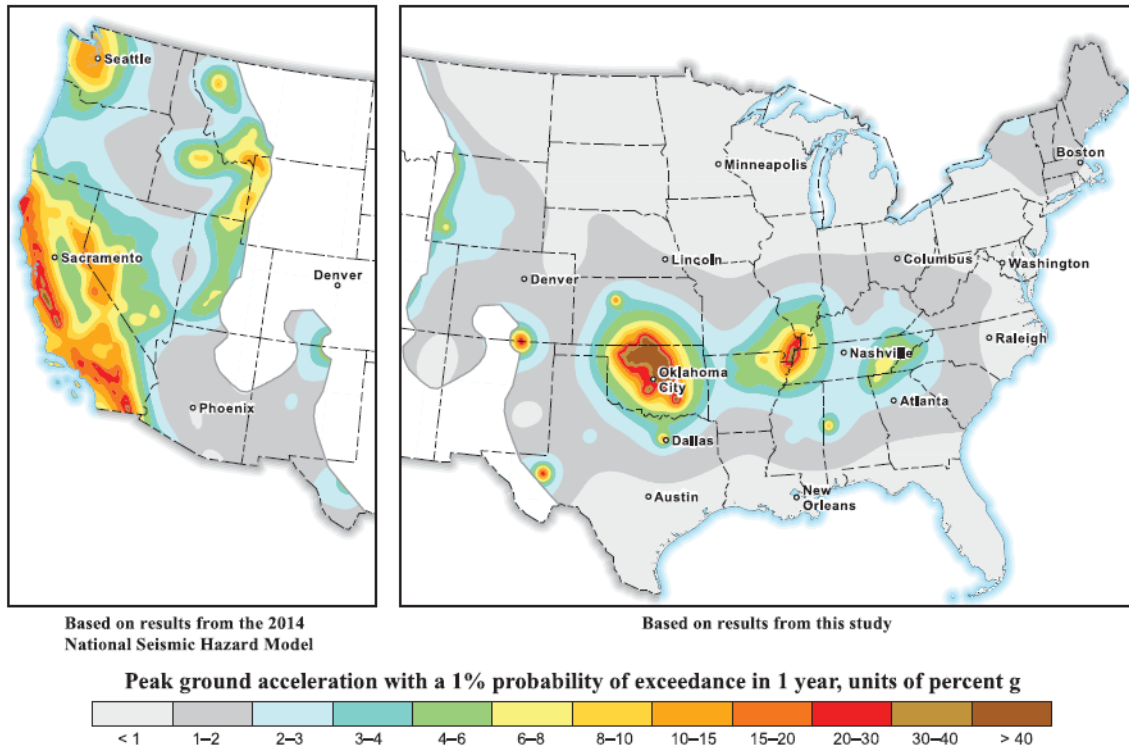 Seattle
Sacramento
Denver
Phoenix
Minneapolis
Boston
Lincoln
Columbus
Washington
Denver
Nashville
Raleigh
Oklahoma
City
Atlanta
Dallas
Austin
New
Orleans
Based on results from the 2014
National Seismic Hazard Model
Based on results from this study
Peak ground acceleration with a 1% probability of exceedance in 1 year, units of percent g
< 1 1–2 2–3 3–4 4–6 6–8 8–10 10–15 15–20 20–30 30–40 > 40